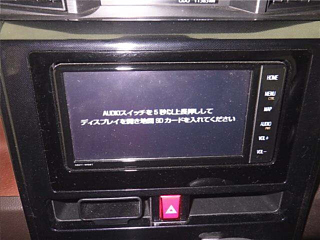 AUDIOスイッチを5秒以上長押しして
ディスプレイを開き地図SDカードを入れてください
HOME
MENU
MAP
AUDIO
VOL +
VOL -